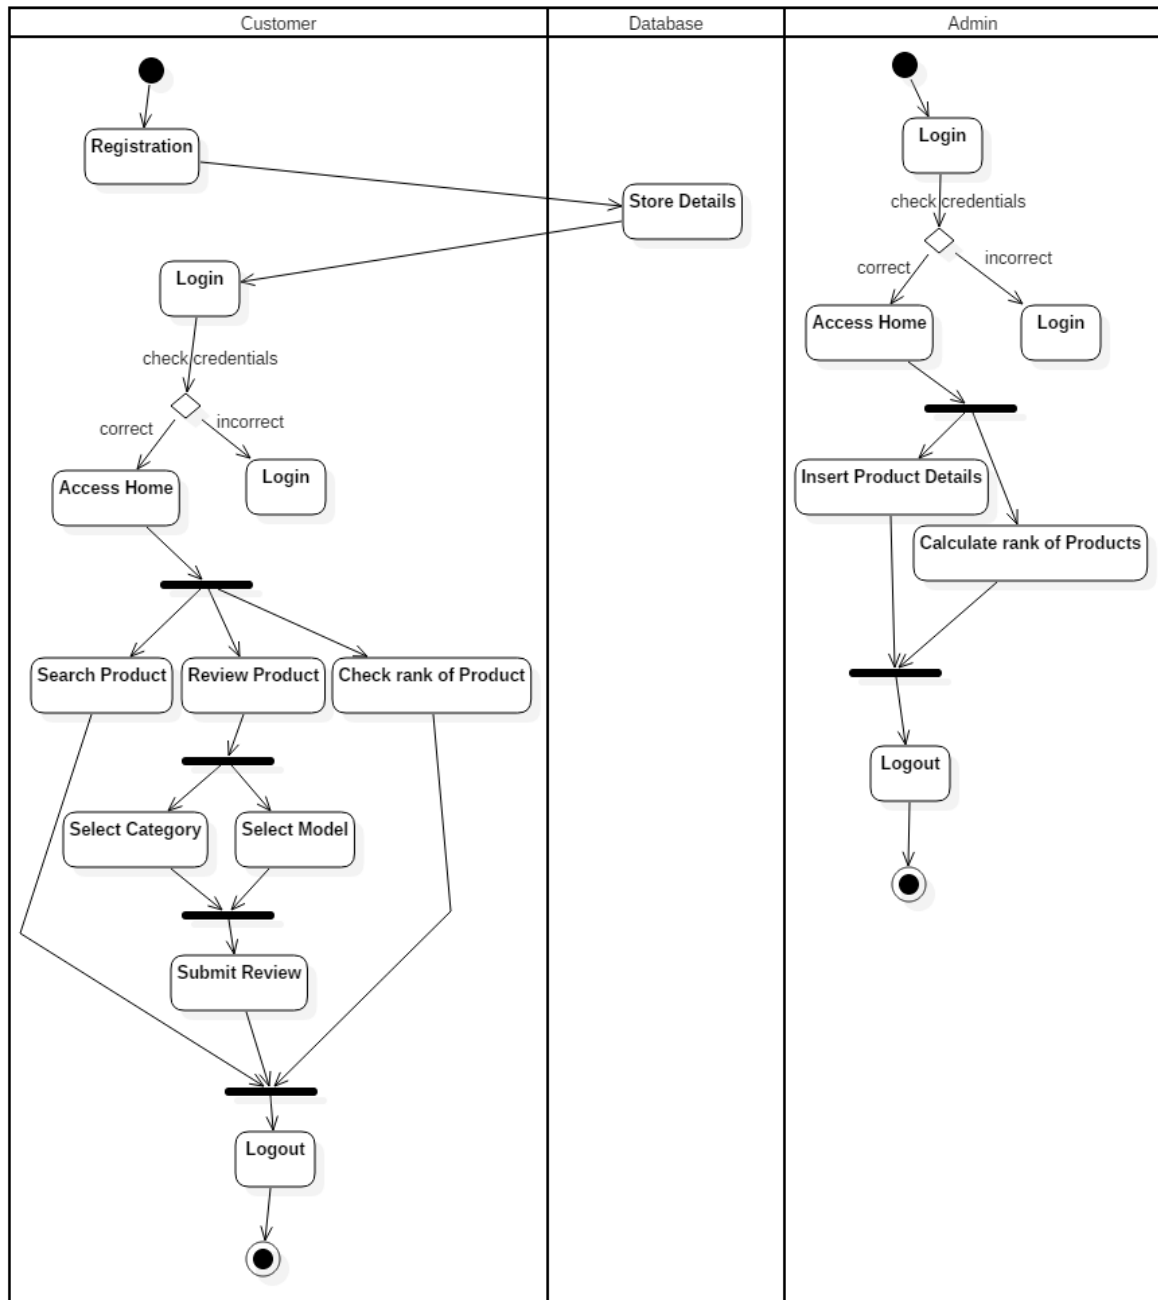 Customer
Database
Admin
Registration
Store Details
Login
check credentials
correct
incorrect
Access Home
Login
Search Product
Review Product
Check rank of Product
Select Category
Select Model
Submit Review
Logout
Login
check credentials
correct
incorrect
Access Home
Login
Insert Product Details
Calculate rank of Products
Logout